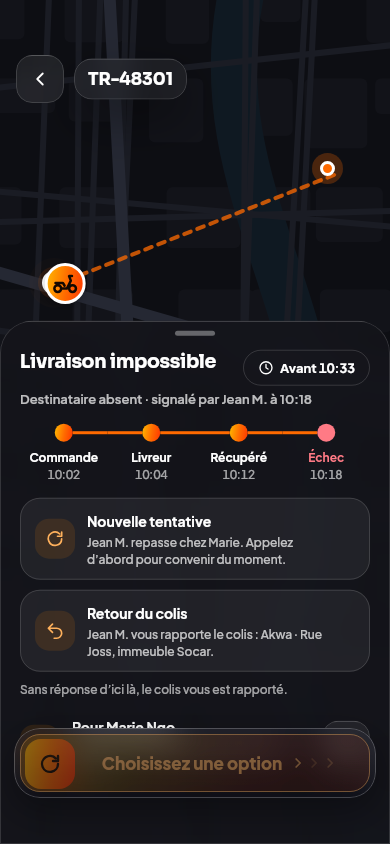 TR-48301
Livraison impossible
Avant 10:33
Destinataire absent · signalé par Jean M. à 10:18
Commande
Livreur
Récupéré
Échec
10:02
10:04
10:12
10:18
Nouvelle tentative
Jean M. repasse chez Marie. Appelez
d'abord pour convenir du moment.
Retour du colis
Jean M. vous rapporte le colis : Akwa · Rue
Joss, immeuble Socar.
Sans réponse d'ici là, le colis vous est rapporté.
Pour Marie Ngo
Choisissez une option